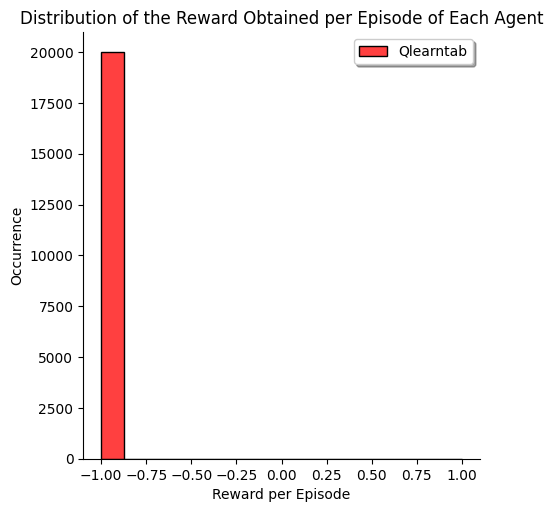 Distribution of the Reward Obtained per Episode of Each Agent
Qlearntab
20000
17500
15000
12500
10000
7500
5000
2500
0
Occurrence
−1.00 −0.75 −0.50 −0.25 0.00 0.25 0.50 0.75 1.00
Reward per Episode